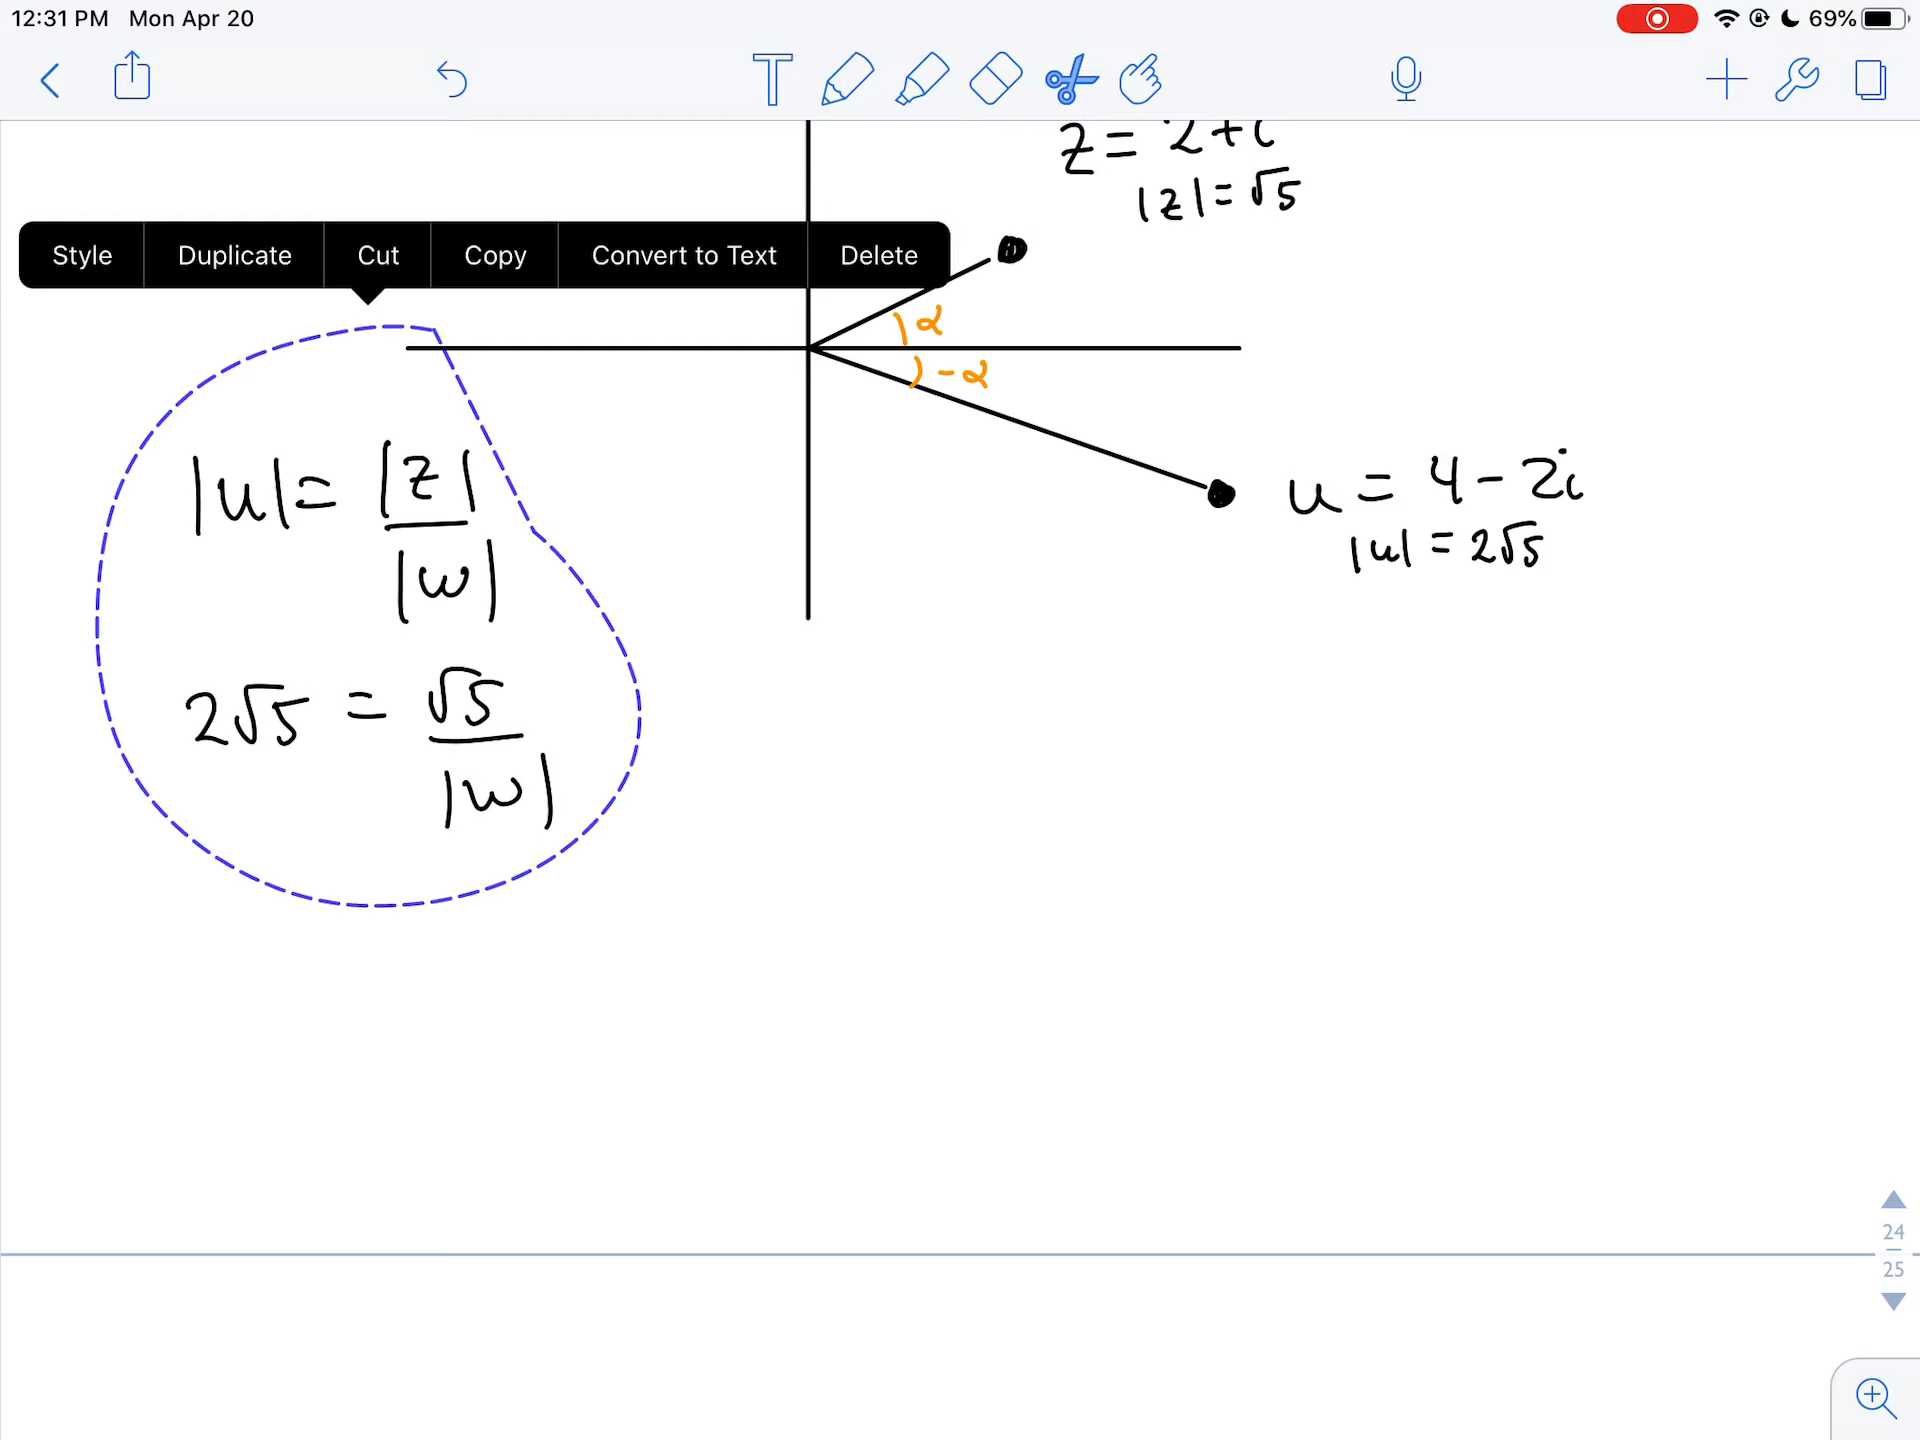 12:31 PM Mon Apr 20
69%
z = 2 + i
|z| = √5
Style Duplicate Cut Copy Convert to Text Delete
α
-α
|u| = |z| / |w|
u = 4 - 2i
|u| = 2√5
2√5 = √5 / |w|
24
25